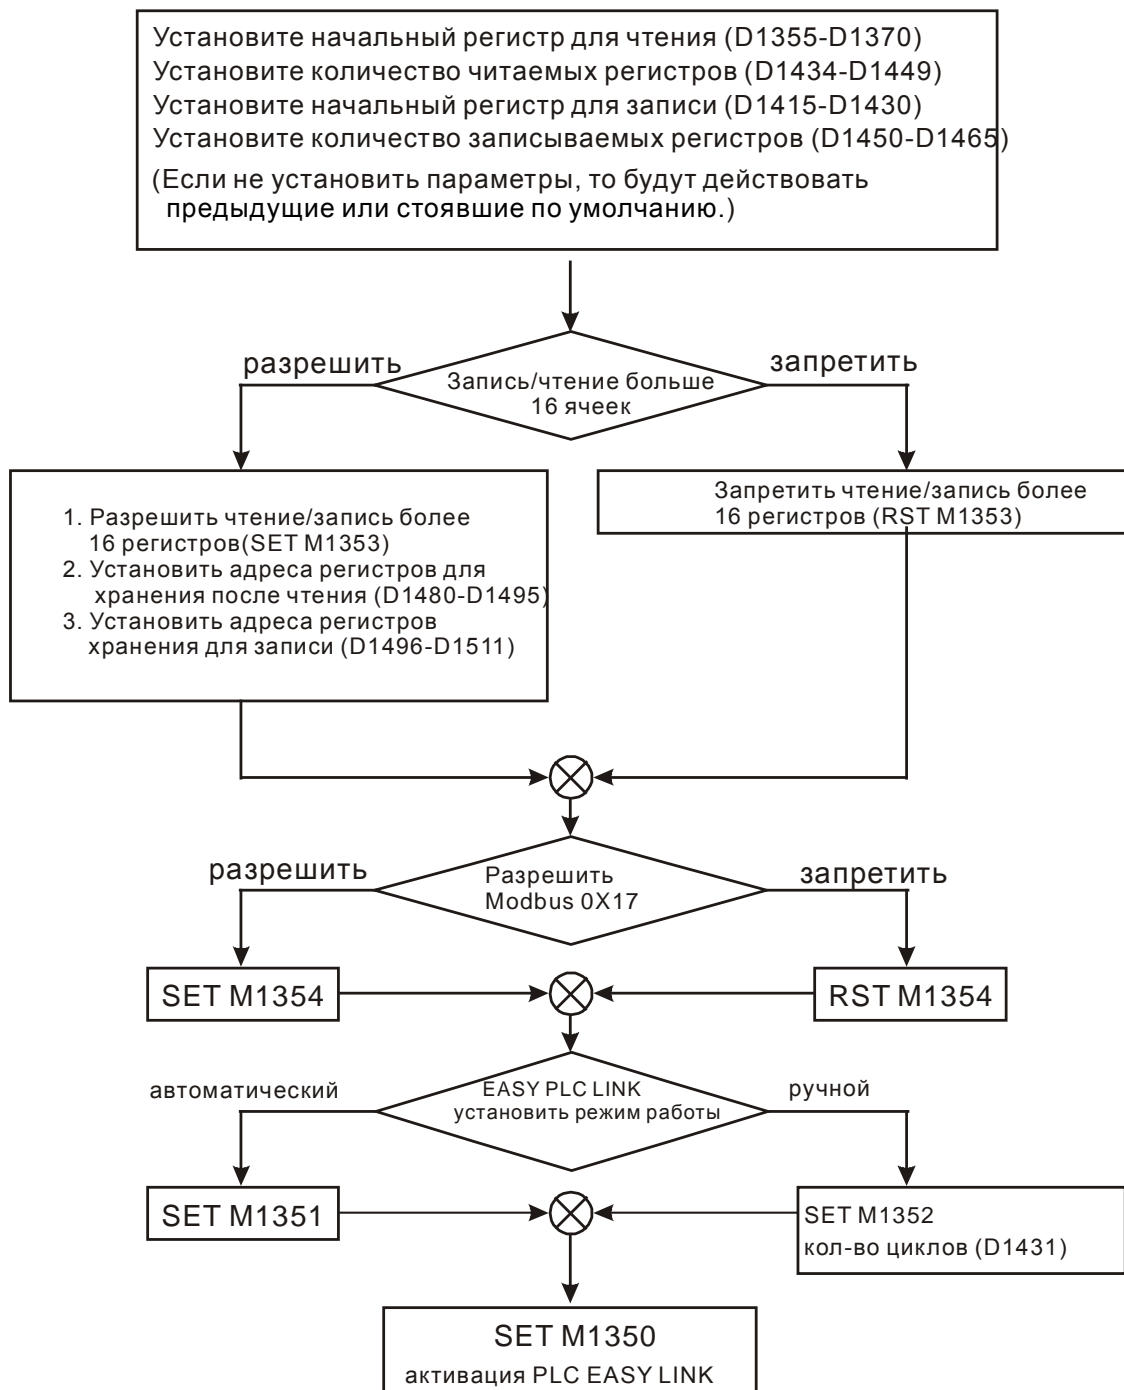 Установите начальный регистр для чтения (D1355-D1370)
Установите количество читаемых регистров (D1434-D1449)
Установите начальный регистр для записи (D1415-D1430)
Установите количество записываемых регистров (D1450-D1465)
(Если не установить параметры, то будут действовать
предыдущие или стоявшие по умолчанию.)
разрешить
запретить
Запись/чтение больше
16 ячеек
1. Разрешить чтение/запись более
16 регистров(SET M1353)
2. Установить адреса регистров для
хранения после чтения (D1480-D1495)
3. Установить адреса регистров
хранения для записи (D1496-D1511)
Запретить чтение/запись более
16 регистров (RST M1353)
разрешить
запретить
Разрешить
Modbus 0X17
SET M1354
RST M1354
автоматический
ручной
EASY PLC LINK
установить режим работы
SET M1351
SET M1352
кол-во циклов (D1431)
SET M1350
активация PLC EASY LINK